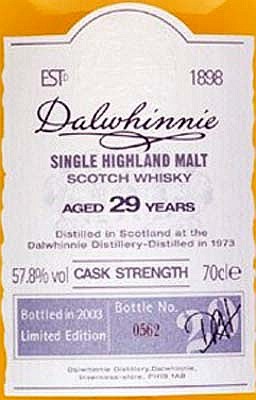 ESTD 1898
Dalwhinnie
SINGLE HIGHLAND MALT
SCOTCH WHISKY
AGED 29 YEARS
Distilled in Scotland at the
Dalwhinnie Distillery-Distilled in 1973
57.8% vol CASK STRENGTH 70cl e
Bottled in 2003
Limited Edition
Bottle No.
0562
Dalwhinnie Distillery, Dalwhinnie,
Inverness-shire, PH19 1AB